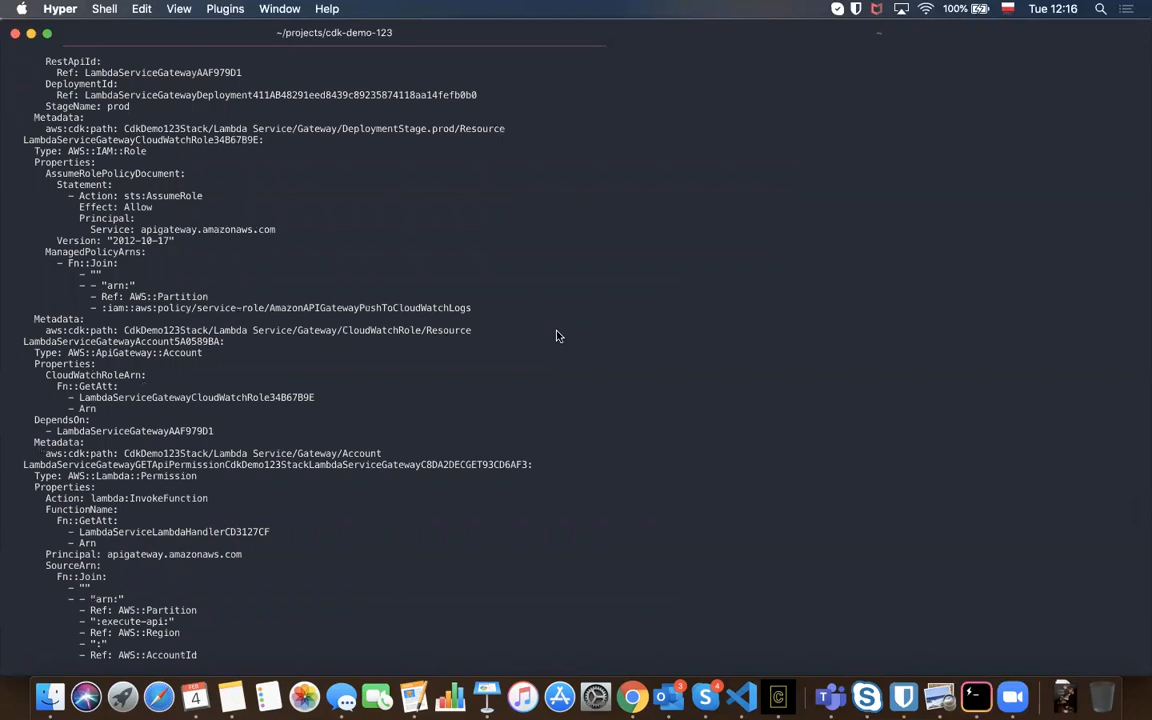 Hyper Shell Edit View Plugins Window Help 100% Tue 12:16
~/projects/cdk-demo-123 ~
RestApiId:
Ref: LambdaServiceGatewayAAF979D1
DeploymentId:
Ref: LambdaServiceGatewayDeployment411AB48291eed8439c89235874118aa14fefb0b0
StageName: prod
Metadata:
aws:cdk:path: CdkDemo123Stack/Lambda Service/Gateway/DeploymentStage.prod/Resource
LambdaServiceGatewayCloudWatchRole34B67B9E:
Type: AWS::IAM::Role
Properties:
AssumeRolePolicyDocument:
Statement:
- Action: sts:AssumeRole
Effect: Allow
Principal:
Service: apigateway.amazonaws.com
Version: "2012-10-17"
ManagedPolicyArns:
- Fn::Join:
- ""
- - "arn:"
- Ref: AWS::Partition
- :iam::aws:policy/service-role/AmazonAPIGatewayPushToCloudWatchLogs
Metadata:
aws:cdk:path: CdkDemo123Stack/Lambda Service/Gateway/CloudWatchRole/Resource
LambdaServiceGatewayAccount5A0589BA:
Type: AWS::ApiGateway::Account
Properties:
CloudWatchRoleArn:
Fn::GetAtt:
- LambdaServiceGatewayCloudWatchRole34B67B9E
- Arn
DependsOn:
- LambdaServiceGatewayAAF979D1
Metadata:
aws:cdk:path: CdkDemo123Stack/Lambda Service/Gateway/Account
LambdaServiceGatewayGETApiPermissionCdkDemo123StackLambdaServiceGatewayC8DA2DECGET93CD6AF3:
Type: AWS::Lambda::Permission
Properties:
Action: lambda:InvokeFunction
FunctionName:
Fn::GetAtt:
- LambdaServiceLambdaHandlerCD3127CF
- Arn
Principal: apigateway.amazonaws.com
SourceArn:
Fn::Join:
- ""
- - "arn:"
- Ref: AWS::Partition
- ":execute-api:"
- Ref: AWS::Region
- ":"
- Ref: AWS::AccountId
FEB
4
3
4